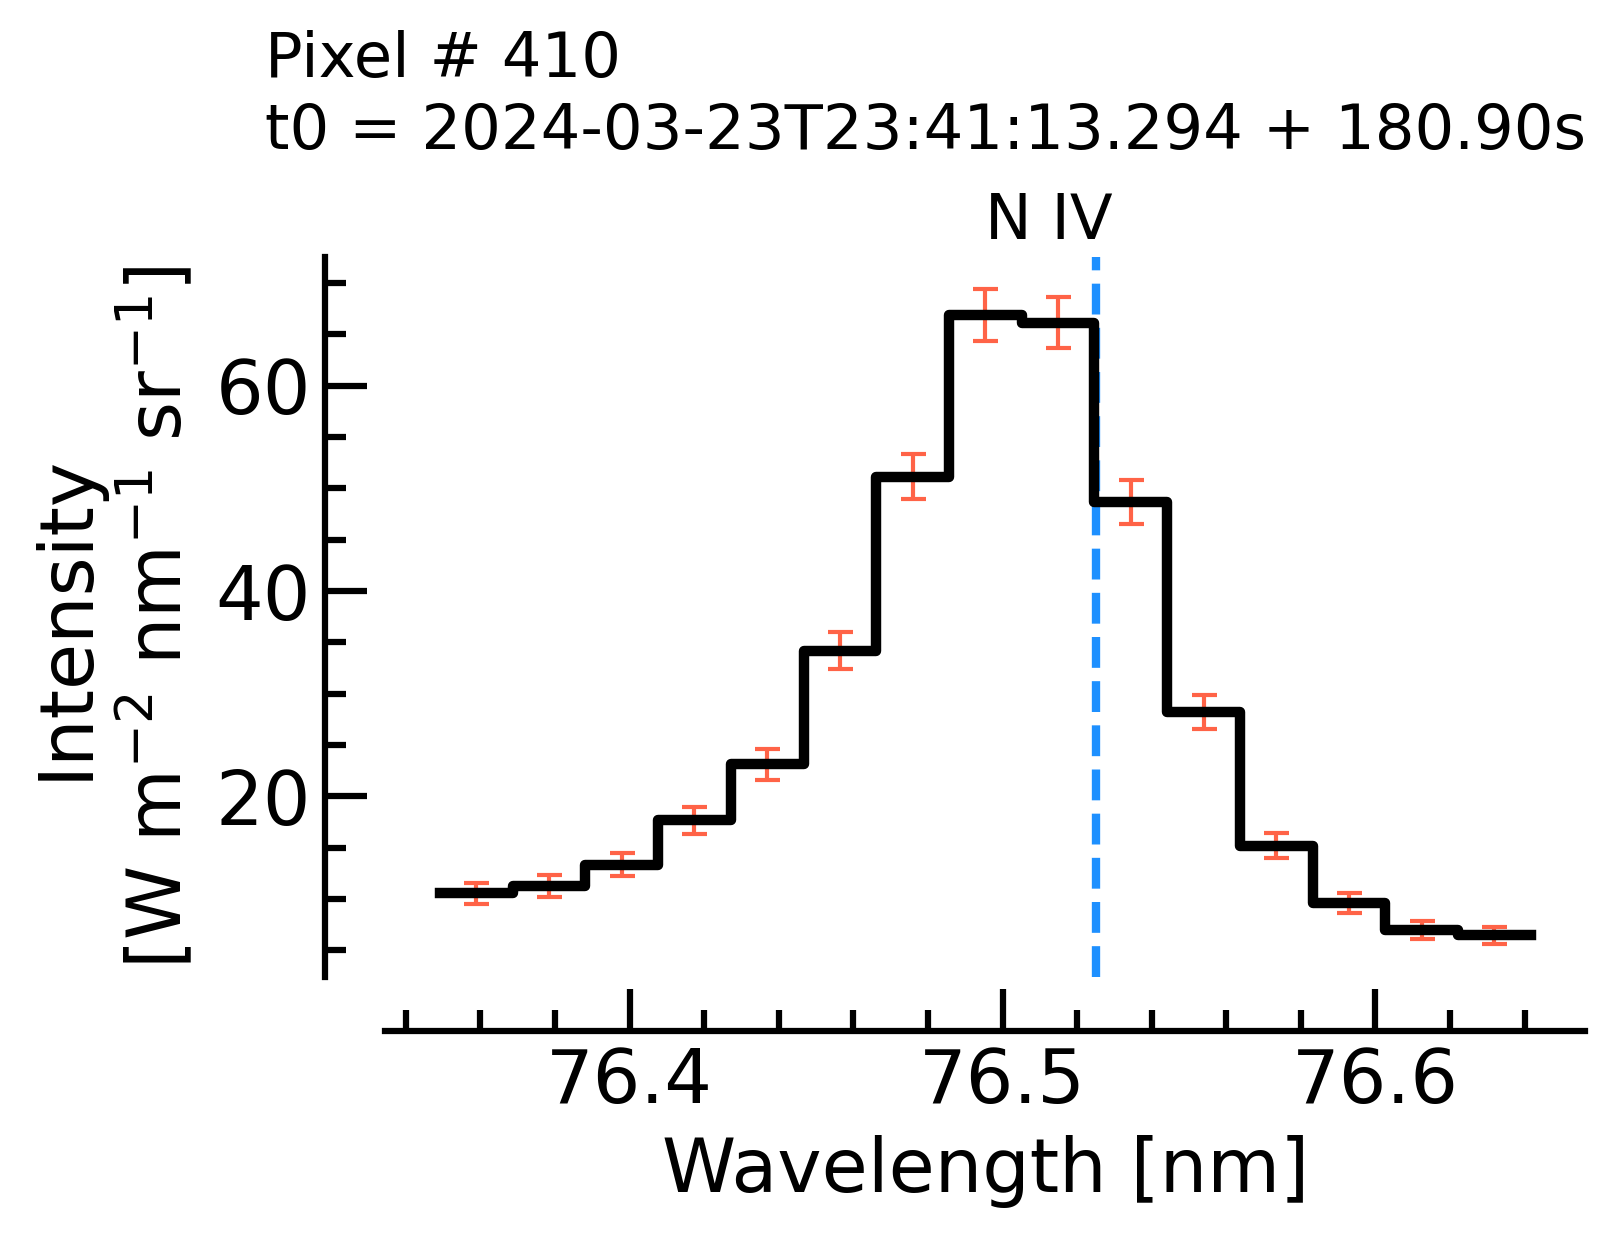 Pixel # 410
t0 = 2024-03-23T23:41:13.294 + 180.90s
N IV
Intensity
[W m⁻² nm⁻¹ sr⁻¹]
60
40
20
76.4 76.5 76.6
Wavelength [nm]